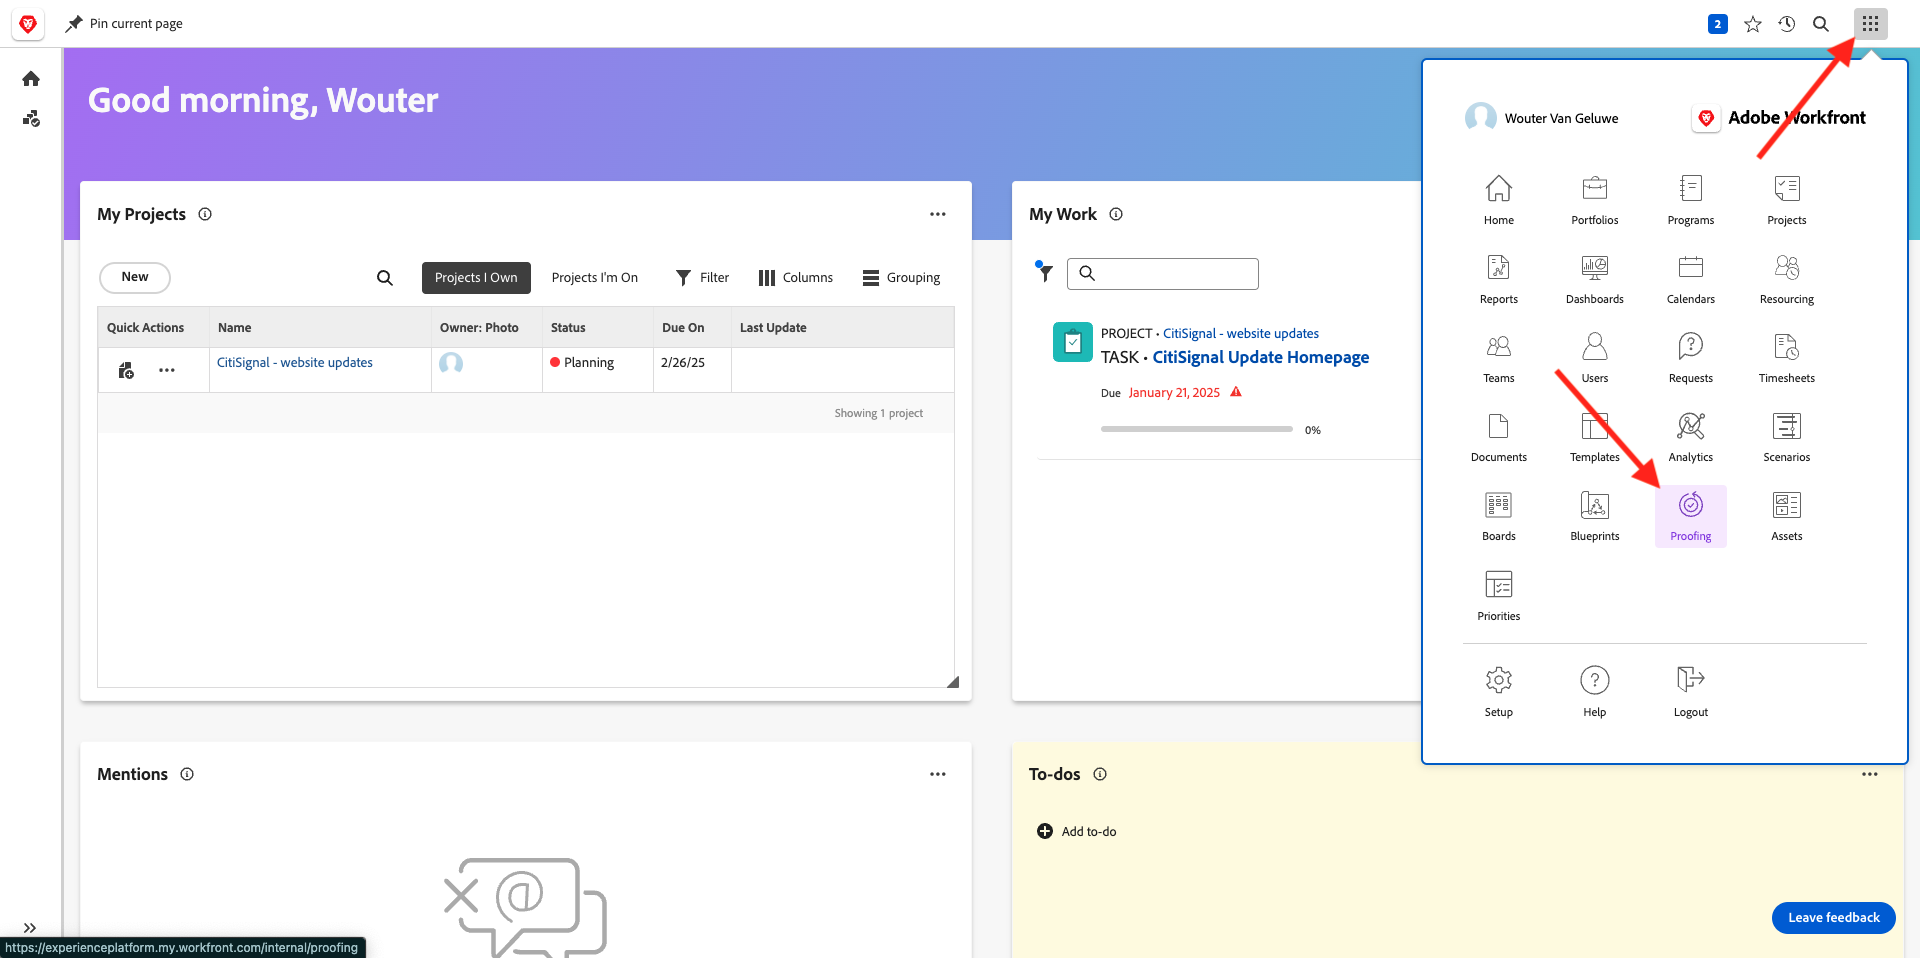 Pin current page
2
Good morning, Wouter
My Projects
New
Projects I Own
Projects I'm On
Filter
Columns
Grouping
Quick Actions
Name
Owner: Photo
Status
Due On
Last Update
CitiSignal - website updates
Planning
2/26/25
Showing 1 project
My Work
PROJECT • CitiSignal - website updates
TASK • CitiSignal Update Homepage
Due January 21, 2025
0%
Wouter Van Geluwe
Adobe Workfront
Home
Portfolios
Programs
Projects
Reports
Dashboards
Calendars
Resourcing
Teams
Users
Requests
Timesheets
Documents
Templates
Analytics
Scenarios
Boards
Blueprints
Proofing
Assets
Priorities
Setup
Help
Logout
Mentions
@
To-dos
Add to-do
Leave feedback
https://experienceplatform.my.workfront.com/internal/proofing